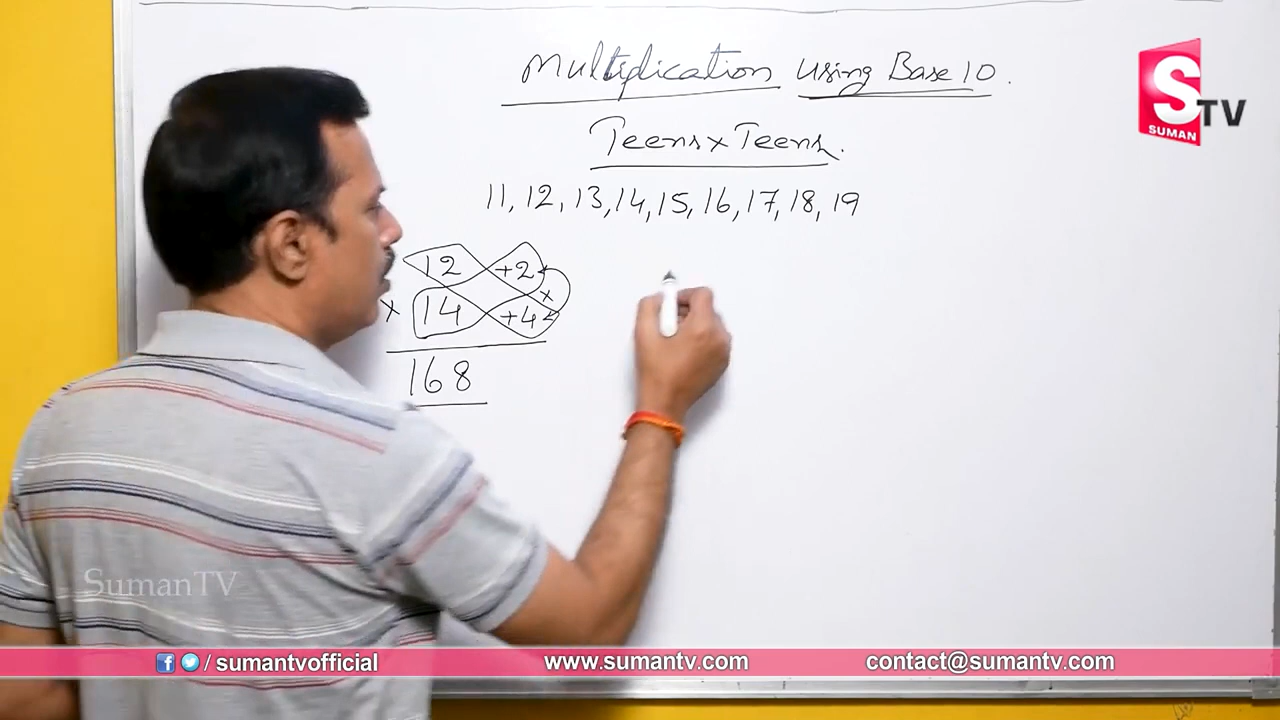 Multiplication using Base 10.
Teens x Teens.
11, 12, 13, 14, 15, 16, 17, 18, 19
12 +2
x
x 14 +4
168
S TV
SUMAN
SumanTV
/ sumantvofficial www.sumantv.com contact@sumantv.com